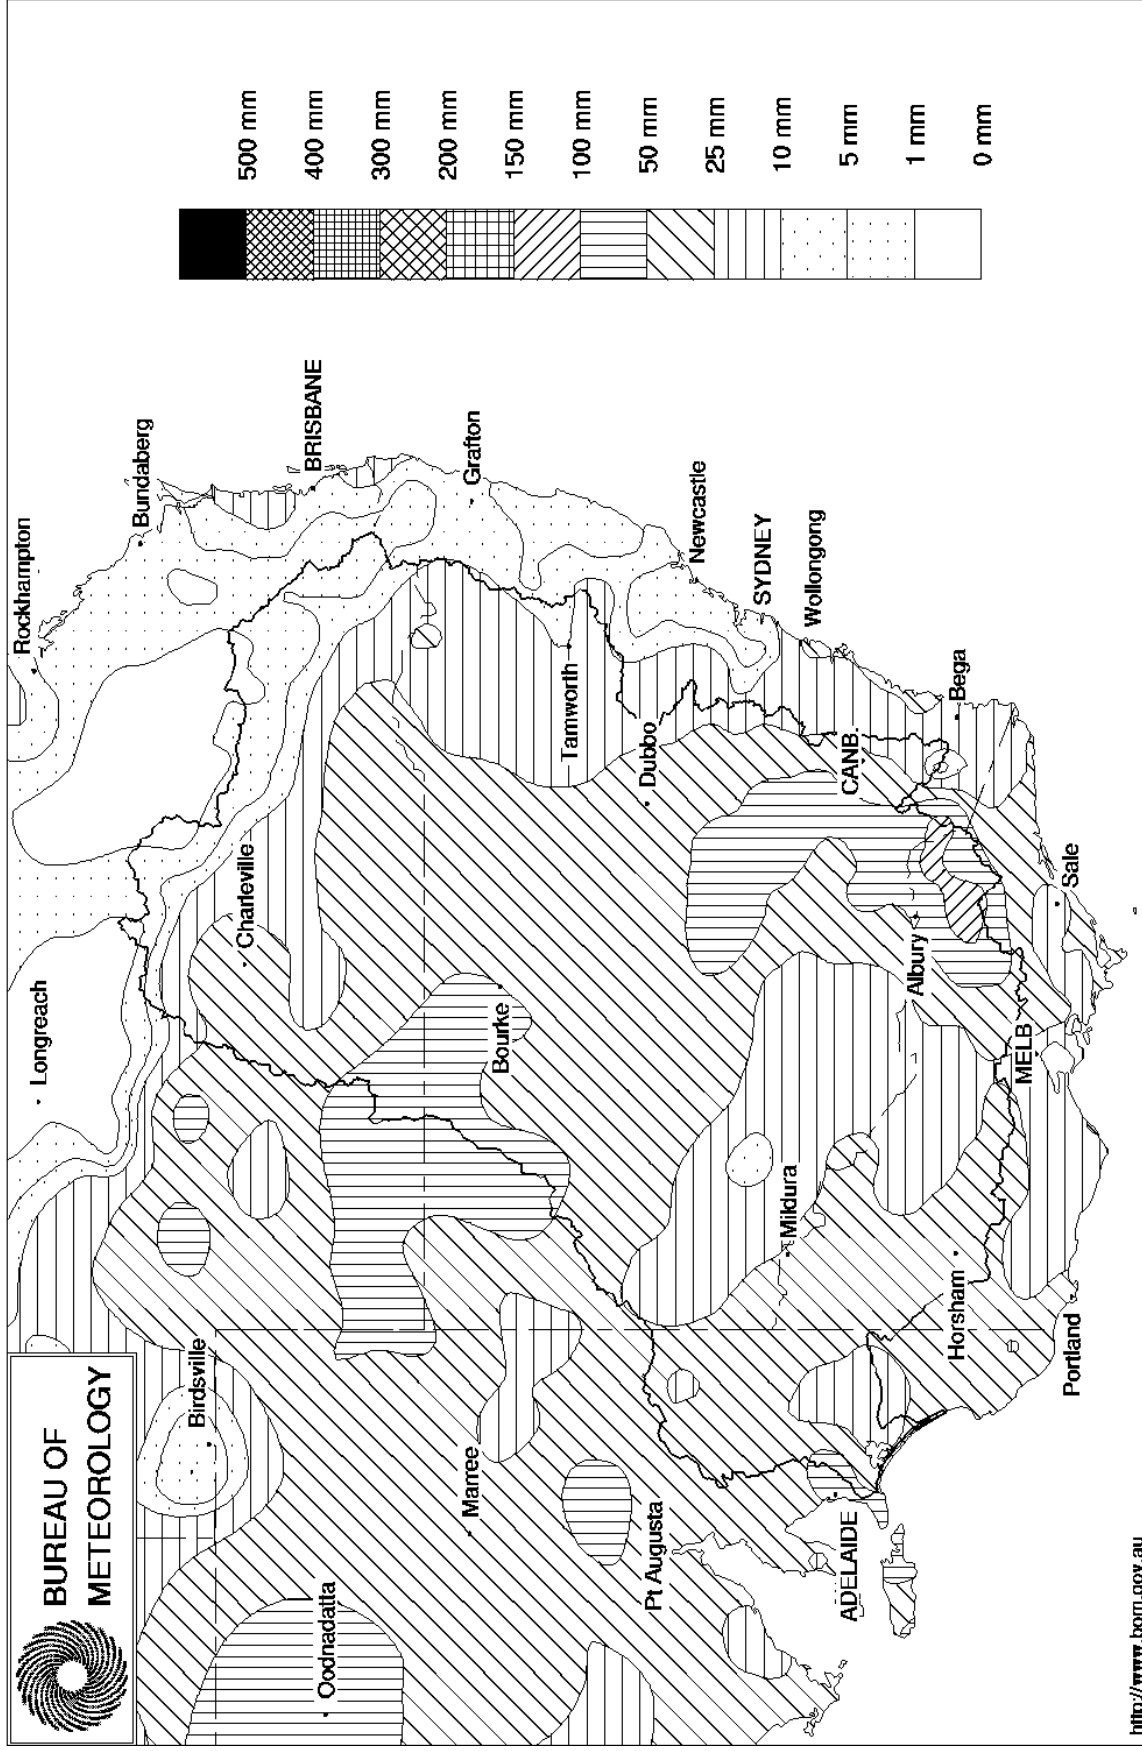 BUREAU OF
METEOROLOGY
Rockhampton
Longreach
Bundaberg
Birdsville
Charleville
BRISBANE
Oodnadatta
Marree
Bourke
Grafton
Tamworth
Pt Augusta
Dubbo
Newcastle
Mildura
SYDNEY
Wollongong
ADELAIDE
CANB.
Albury
Horsham
Bega
MELB
Portland
Sale
500 mm
400 mm
300 mm
200 mm
150 mm
100 mm
50 mm
25 mm
10 mm
5 mm
1 mm
0 mm
http://www.bom.gov.au